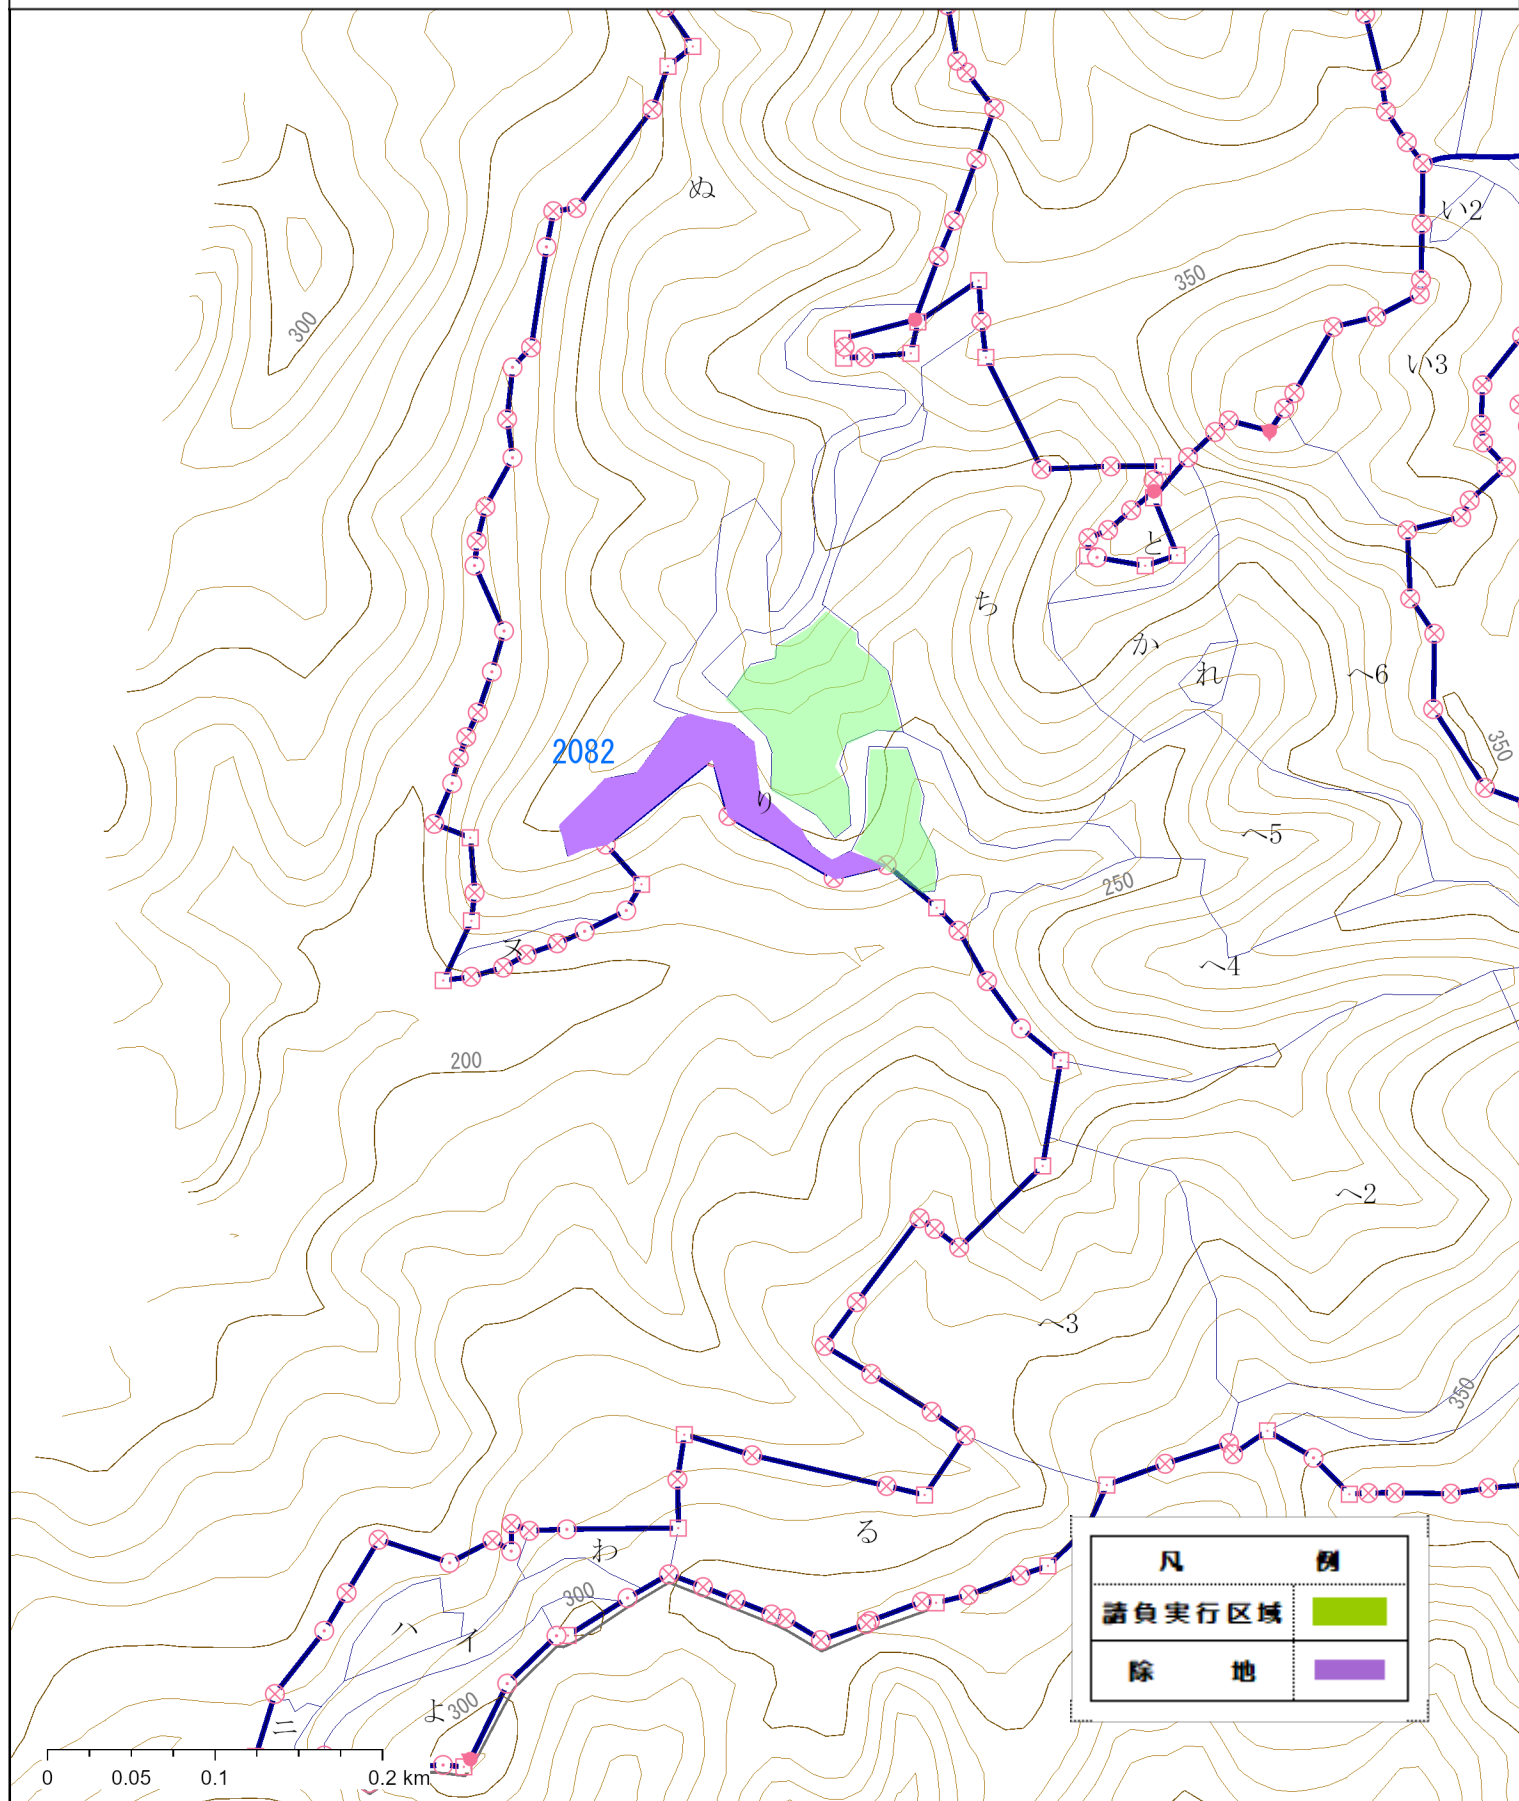 ぬ
い2
350
300
い3
と
ち
か
れ
へ6
350
2082
り
へ5
250
ヌ
へ4
200
へ2
へ3
350
る
わ
300
ハ
イ
よ
300
ニ
凡 例
請負実行区域
除 地
0 0.05 0.1 0.2 km